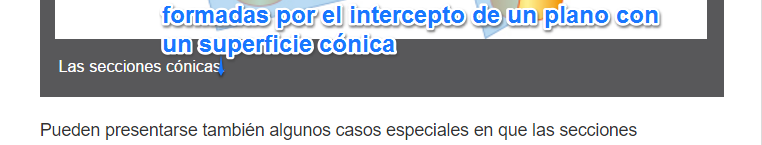 formadas por el intercepto de un plano con
un superficie cónica
Las secciones cónicas
Pueden presentarse también algunos casos especiales en que las secciones